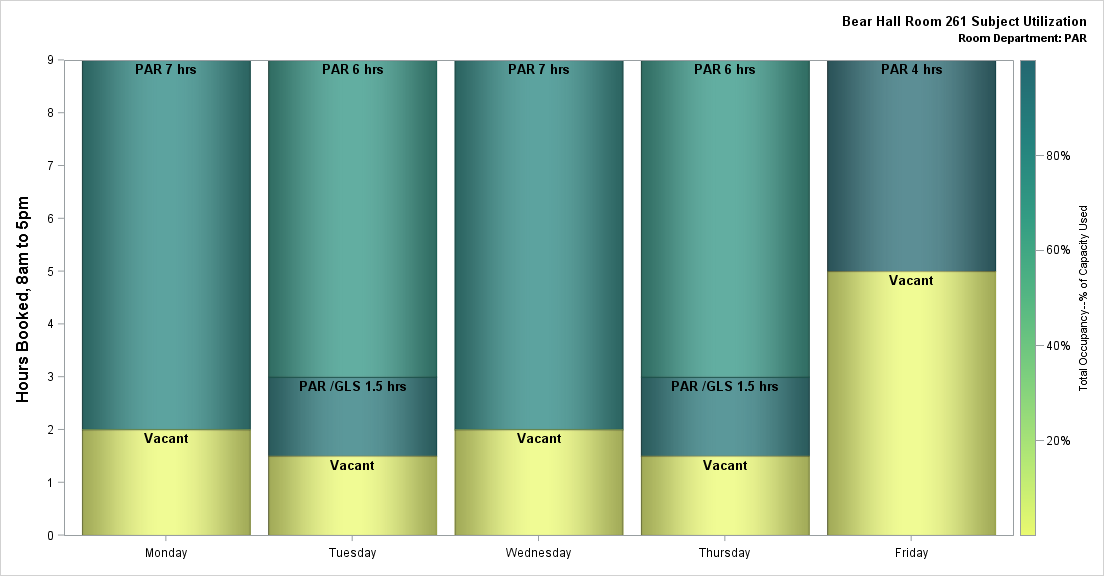 Bear Hall Room 261 Subject Utilization
Room Department: PAR
Hours Booked, 8am to 5pm
9
8
7
6
5
4
3
2
1
0
PAR 7 hrs
Vacant
PAR 6 hrs
PAR /GLS 1.5 hrs
Vacant
PAR 7 hrs
Vacant
PAR 6 hrs
PAR /GLS 1.5 hrs
Vacant
PAR 4 hrs
Vacant
Monday
Tuesday
Wednesday
Thursday
Friday
80%
60%
40%
20%
Total Occupancy--% of Capacity Used